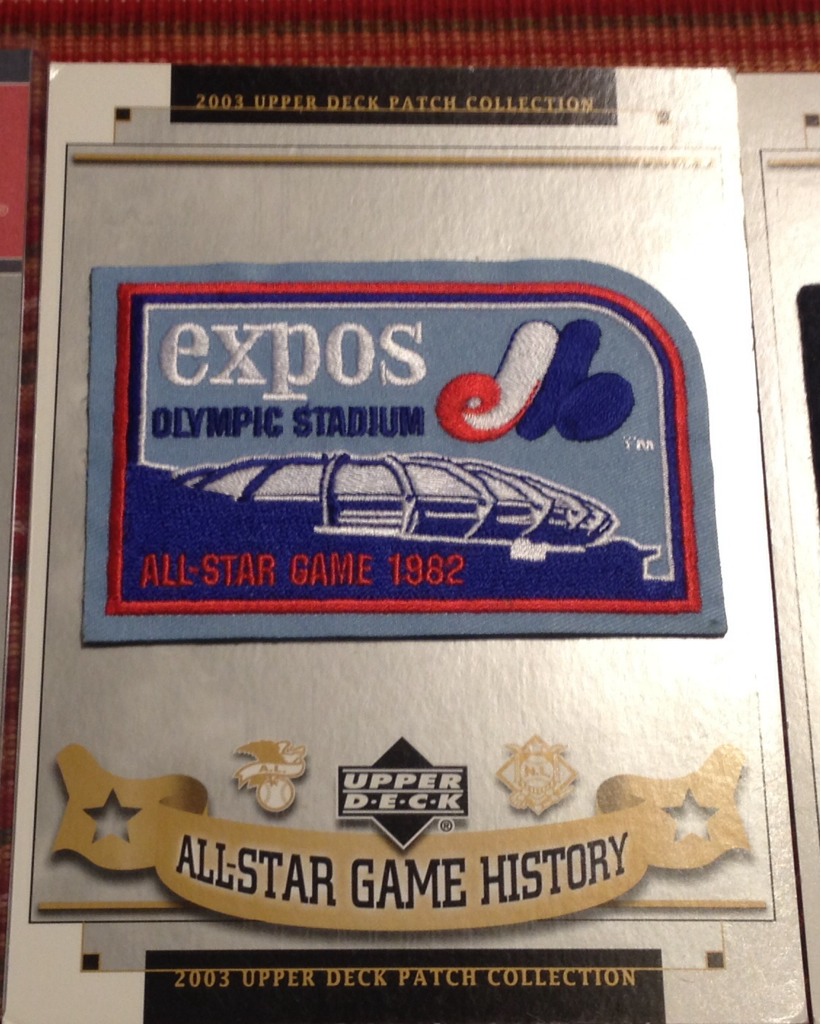 2003 UPPER DECK PATCH COLLECTION
expos
OLYMPIC STADIUM
TM
ALL-STAR GAME 1982
A.L.
N.L.
UPPER
D·E·C·K
®
ALL-STAR GAME HISTORY
2003 UPPER DECK PATCH COLLECTION